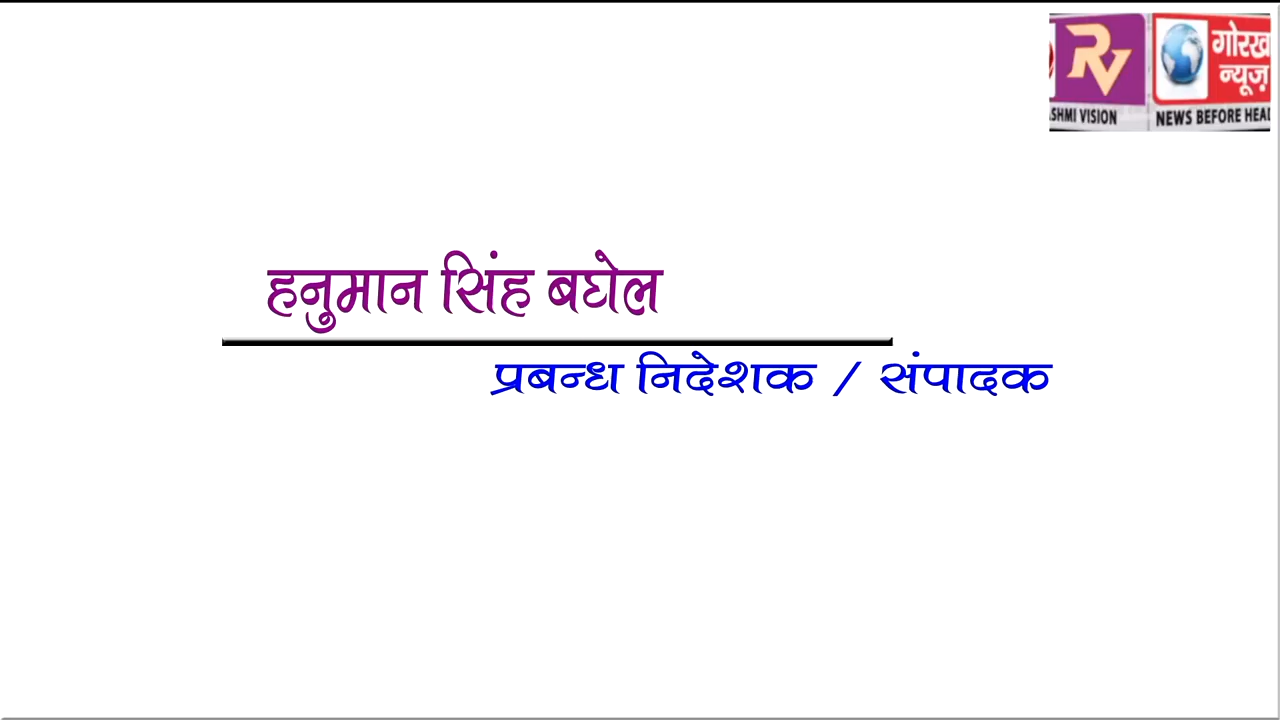 RV
गोरख
न्यूज़
SHMI VISION
NEWS BEFORE HEAD
हनुमान सिंह बघेल
प्रबन्ध निदेशक / संपादक